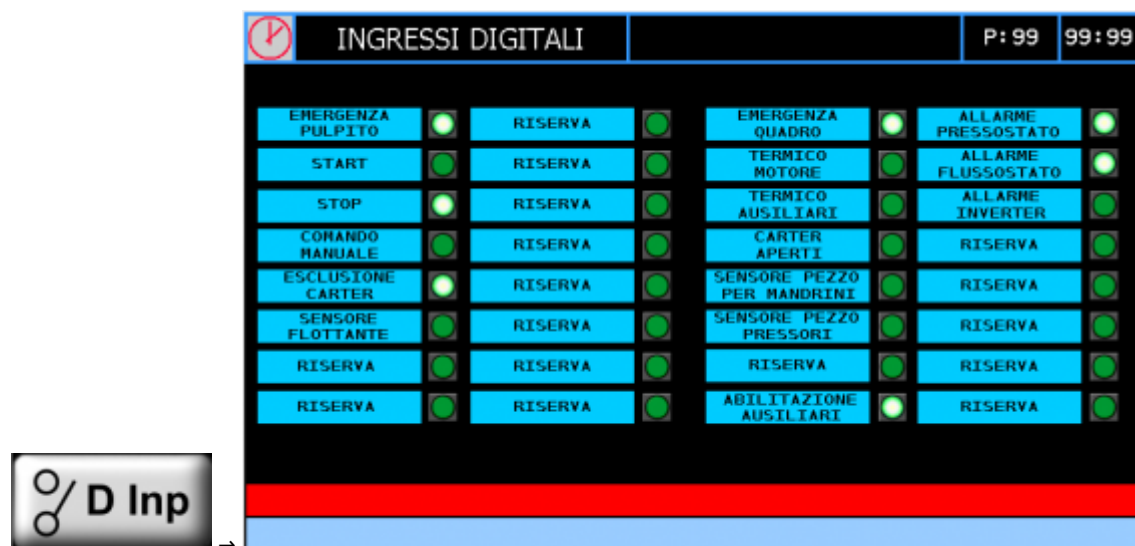 INGRESSI DIGITALI P:99 99:99
EMERGENZA
PULPITO
RISERVA
EMERGENZA
QUADRO
ALLARME
PRESSOSTATO
START
RISERVA
TERMICO
MOTORE
ALLARME
FLUSSOSTATO
STOP
RISERVA
TERMICO
AUSILIARI
ALLARME
INVERTER
COMANDO
MANUALE
RISERVA
CARTER
APERTI
RISERVA
ESCLUSIONE
CARTER
RISERVA
SENSORE PEZZO
PER MANDRINI
RISERVA
SENSORE
FLOTTANTE
RISERVA
SENSORE PEZZO
PRESSORI
RISERVA
RISERVA
RISERVA
RISERVA
RISERVA
RISERVA
RISERVA
ABILITAZIONE
AUSILIARI
RISERVA
D Inp
→